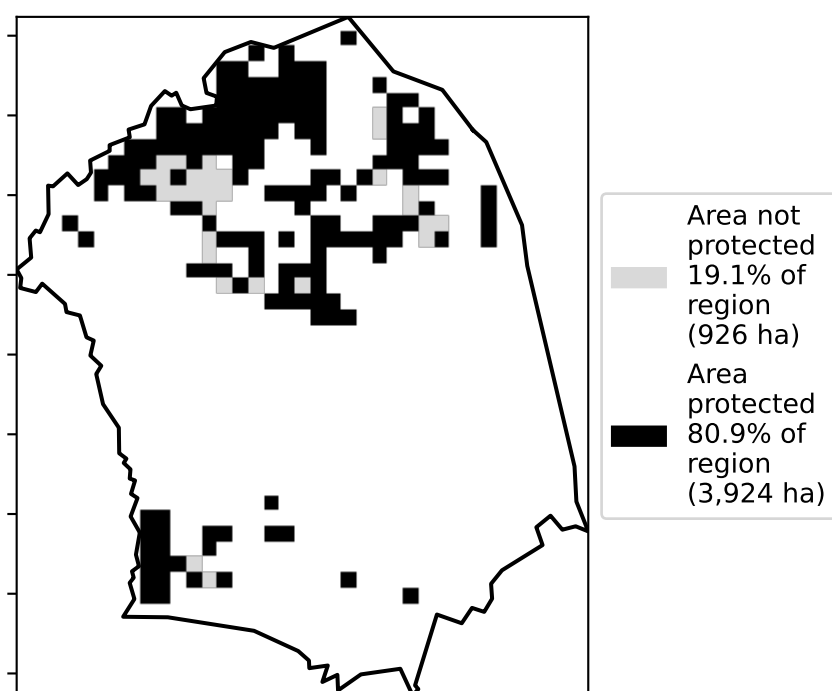 Area not
protected
19.1% of
region
(926 ha)
Area
protected
80.9% of
region
(3,924 ha)